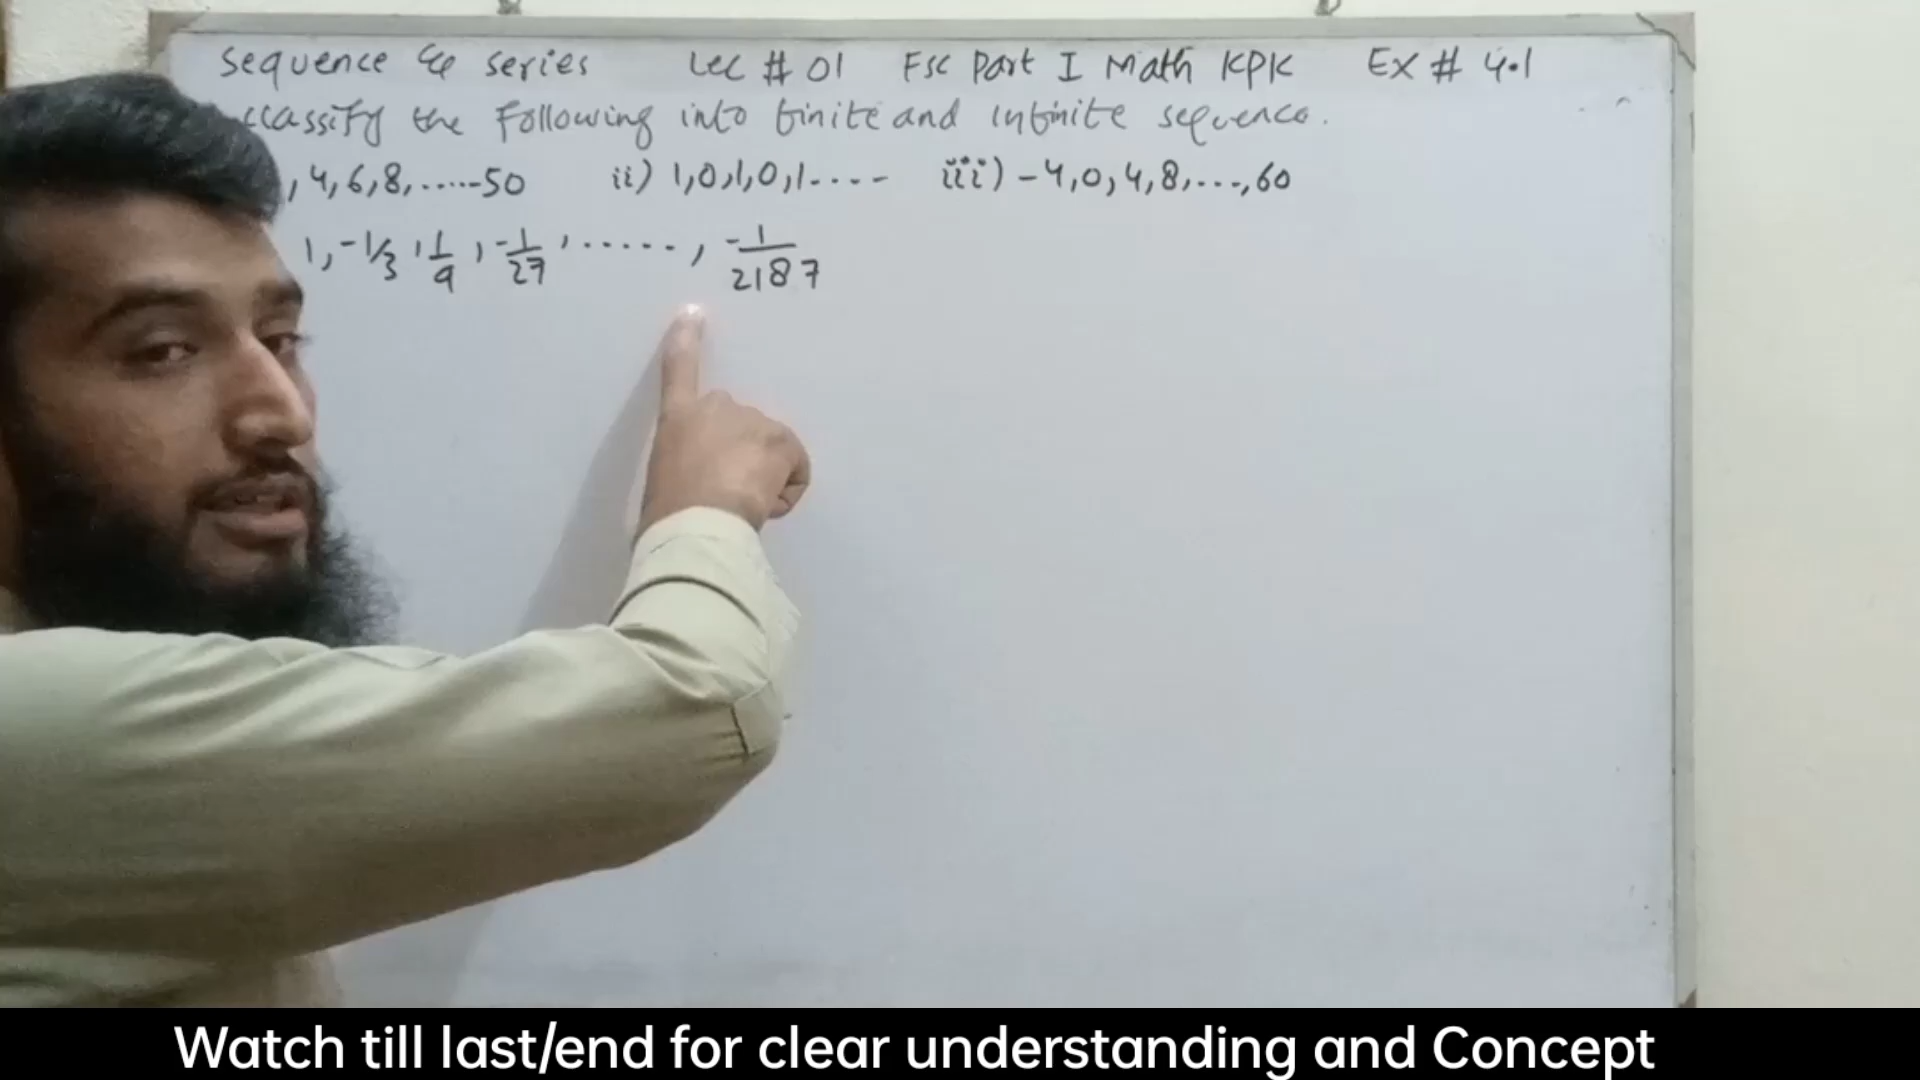 Sequence & series Lec # 01 Fsc Part I Math KPK Ex # 4.1
classify the following into finite and infinite sequence.
, 4, 6, 8, ......50 ii) 1, 0, 1, 0, 1.... iii) -4, 0, 4, 8, ..., 60
1, -1/3, 1/9, -1/27, ......, -1/2187
Watch till last/end for clear understanding and Concept